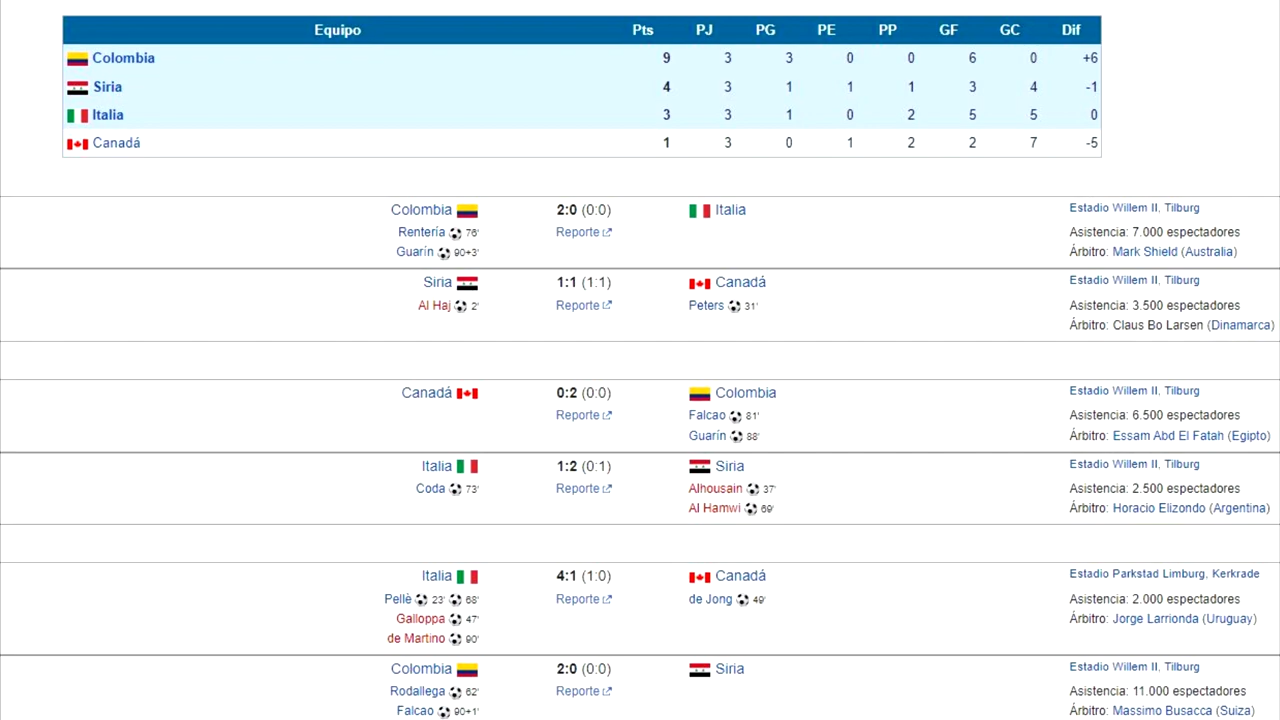 Equipo Pts PJ PG PE PP GF GC Dif
Colombia 9 3 3 0 0 6 0 +6
Siria 4 3 1 1 1 3 4 -1
Italia 3 3 1 0 2 5 5 0
Canadá 1 3 0 1 2 2 7 -5
Colombia 2:0 (0:0) Italia Estadio Willem II, Tilburg
Rentería 76' Reporte Asistencia: 7.000 espectadores
Guarín 90+3' Árbitro: Mark Shield (Australia)
Siria 1:1 (1:1) Canadá Estadio Willem II, Tilburg
Al Haj 2' Reporte Peters 31' Asistencia: 3.500 espectadores
Árbitro: Claus Bo Larsen (Dinamarca)
Canadá 0:2 (0:0) Colombia Estadio Willem II, Tilburg
Reporte Falcao 81' Asistencia: 6.500 espectadores
Guarín 88' Árbitro: Essam Abd El Fatah (Egipto)
Italia 1:2 (0:1) Siria Estadio Willem II, Tilburg
Coda 73' Reporte Alhousain 37' Asistencia: 2.500 espectadores
Al Hamwi 69' Árbitro: Horacio Elizondo (Argentina)
Italia 4:1 (1:0) Canadá Estadio Parkstad Limburg, Kerkrade
Pellè 23' 68' Reporte de Jong 49' Asistencia: 2.000 espectadores
Galloppa 47' Árbitro: Jorge Larrionda (Uruguay)
de Martino 90'
Colombia 2:0 (0:0) Siria Estadio Willem II, Tilburg
Rodallega 62' Reporte Asistencia: 11.000 espectadores
Falcao 90+1' Árbitro: Massimo Busacca (Suiza)